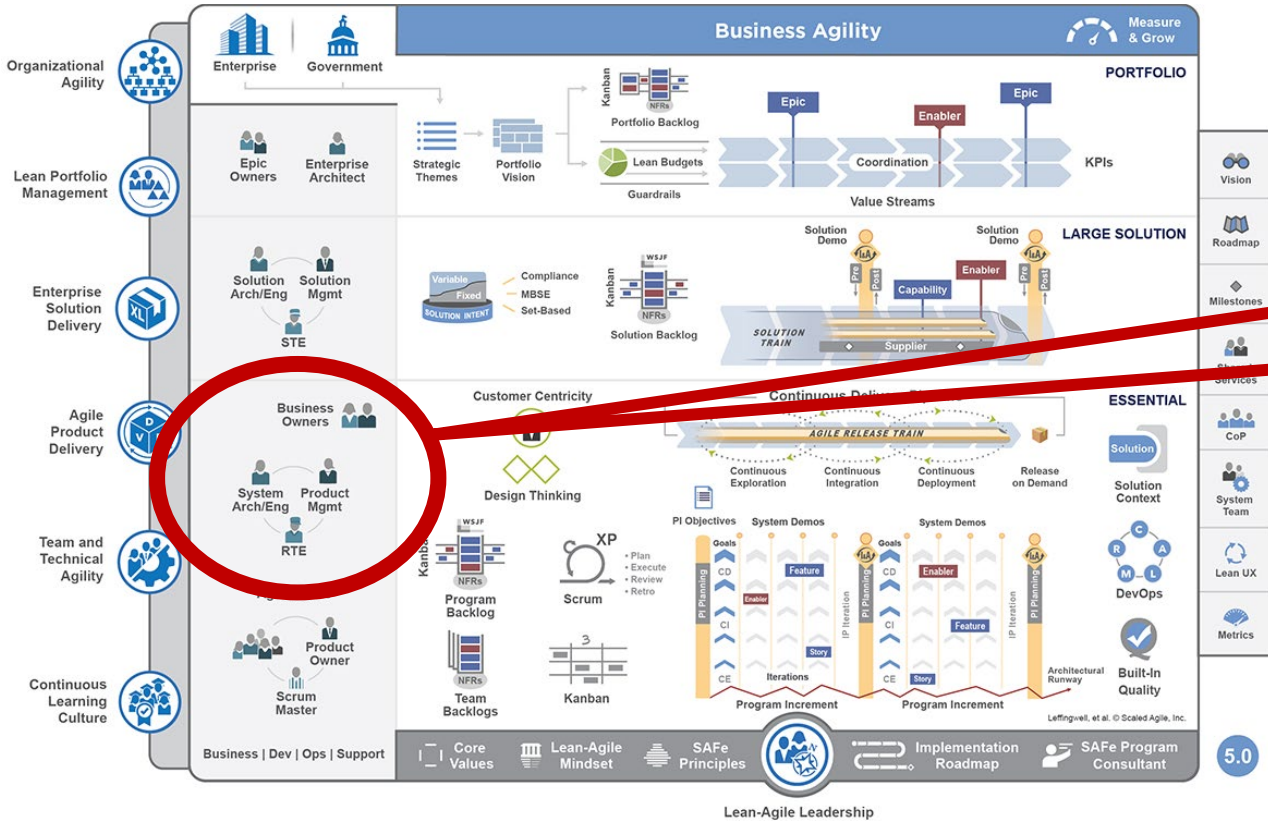 Business Agility
Measure
& Grow
Enterprise
Government
Organizational
Agility
Lean Portfolio
Management
Enterprise
Solution
Delivery
Agile
Product
Delivery
Team and
Technical
Agility
Continuous
Learning
Culture
Epic
Owners
Enterprise
Architect
Solution
Arch/Eng
Solution
Mgmt
STE
Business
Owners
System
Arch/Eng
Product
Mgmt
RTE
Product
Owner
Scrum
Master
Business | Dev | Ops | Support
PORTFOLIO
Strategic
Themes
Portfolio
Vision
Kanban
NFRs
Portfolio Backlog
Lean Budgets
Guardrails
Epic
Enabler
Epic
Coordination
KPIs
Value Streams
LARGE SOLUTION
Variable
Fixed
SOLUTION INTENT
Compliance
MBSE
Set-Based
Kanban
WSJF
NFRs
Solution Backlog
Solution
Demo
Solution
Demo
I&A
I&A
Pre
Post
Pre
Post
Enabler
Capability
SOLUTION
TRAIN
Supplier
ESSENTIAL
Customer Centricity
Design Thinking
AGILE RELEASE TRAIN
Continuous
Exploration
Continuous
Integration
Continuous
Deployment
Release
on Demand
Solution
Solution
Context
C
R
A
M
L
DevOps
Built-In
Quality
Kanban
WSJF
NFRs
Program
Backlog
XP
Scrum
• Plan
• Execute
• Review
• Retro
NFRs
Team
Backlogs
3
Kanban
PI Objectives
System Demos
System Demos
Goals
CD
CI
CE
PI Planning
Enabler
Feature
Story
Iterations
IP Iteration
I&A
PI Planning
Goals
CD
CI
CE
Enabler
Feature
Story
IP Iteration
I&A
PI Planning
Program Increment
Program Increment
Architectural
Runway
Leffingwell, et al. © Scaled Agile, Inc.
Vision
Roadmap
Milestones
Services
CoP
System
Team
Lean UX
Metrics
Core
Values
Lean-Agile
Mindset
SAFe
Principles
N
Implementation
Roadmap
SAFe Program
Consultant
Lean-Agile Leadership
XL
D
V
5.0